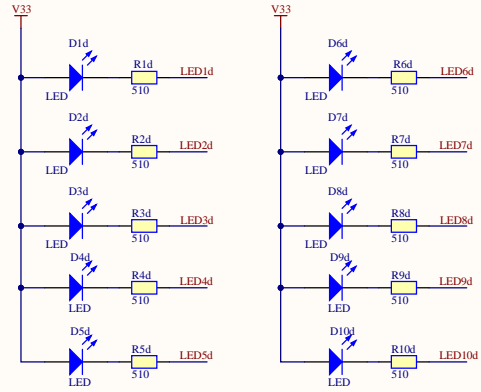 V33
D1d
R1d
LED1d
LED
510
D2d
R2d
LED2d
LED
510
D3d
R3d
LED3d
LED
510
D4d
R4d
LED4d
LED
510
D5d
R5d
LED5d
LED
510
V33
D6d
R6d
LED6d
LED
510
D7d
R7d
LED7d
LED
510
D8d
R8d
LED8d
LED
510
D9d
R9d
LED9d
LED
510
D10d
R10d
LED10d
LED
510